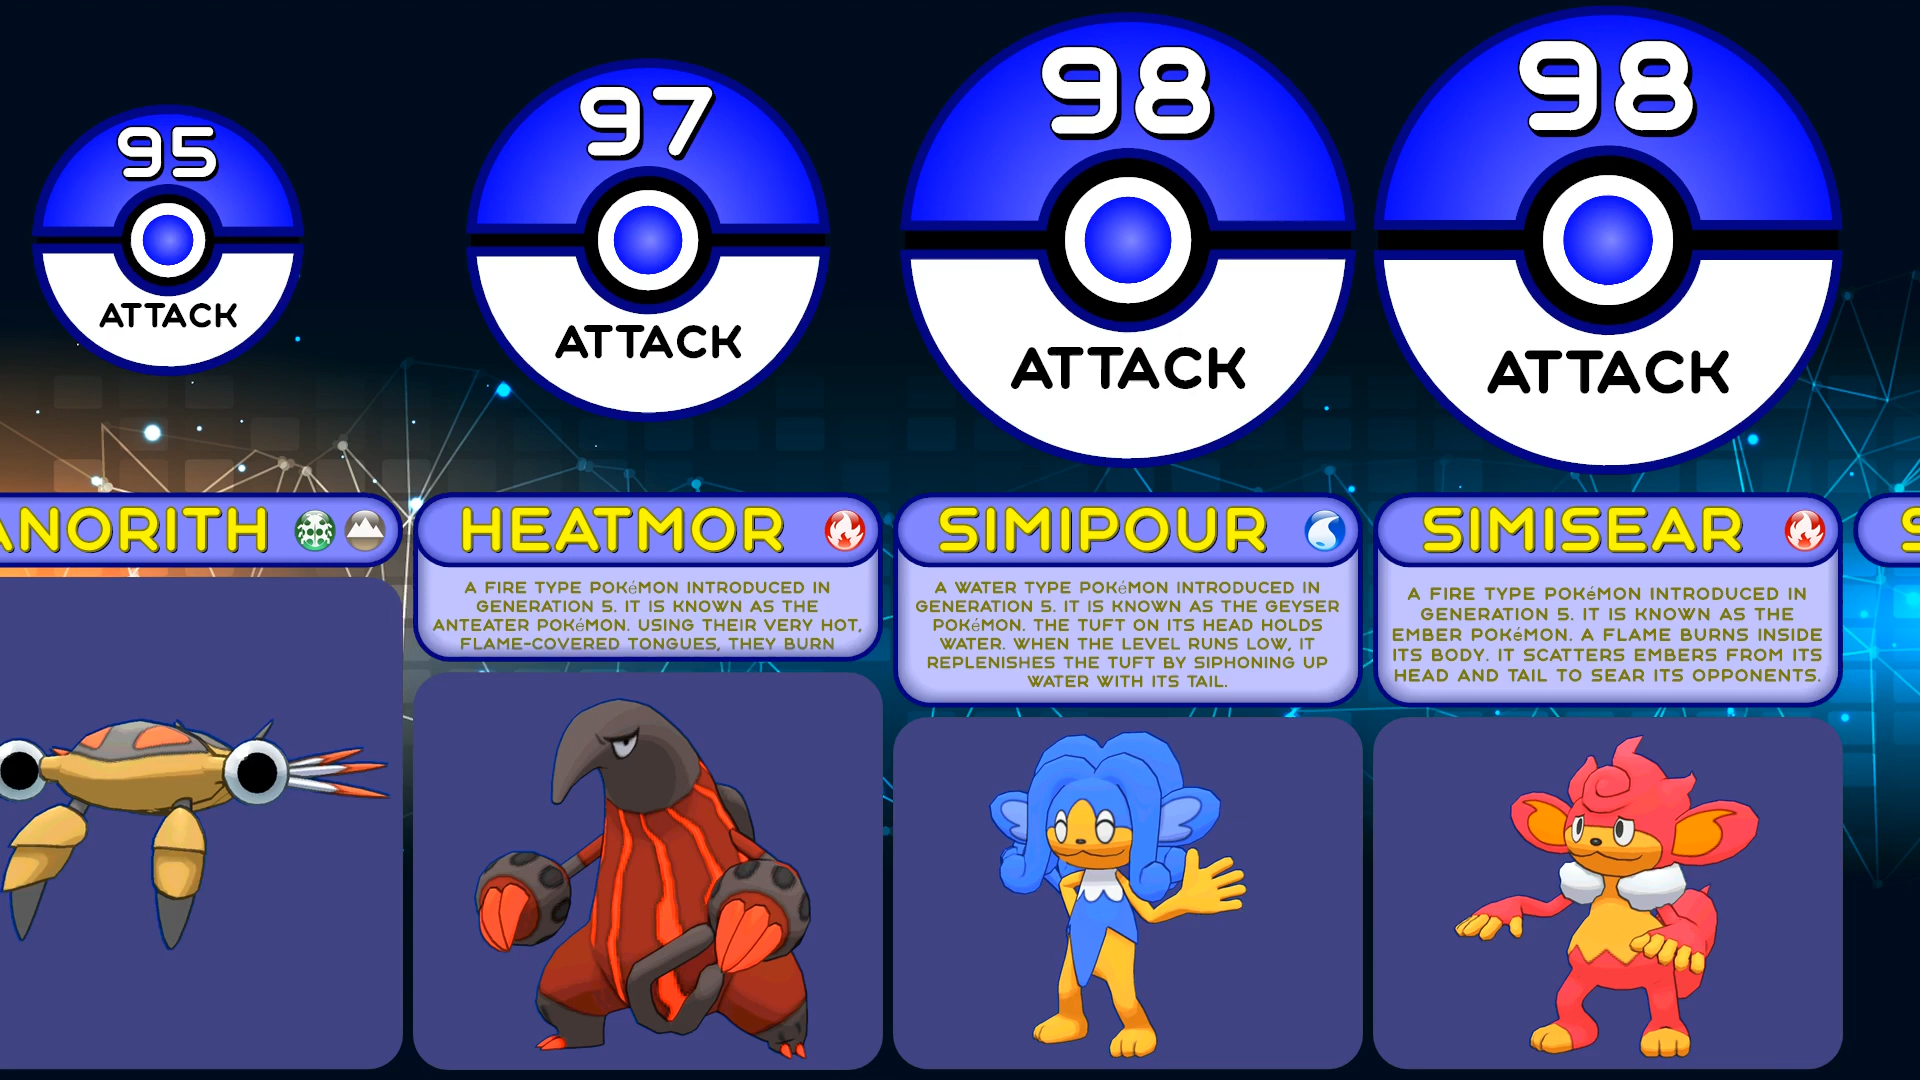 95
ATTACK
97
ATTACK
98
ATTACK
98
ATTACK
ANORITH
HEATMOR
A FIRE TYPE POKéMON INTRODUCED IN
GENERATION 5. IT IS KNOWN AS THE
ANTEATER POKéMON. USING THEIR VERY HOT,
FLAME-COVERED TONGUES, THEY BURN
SIMIPOUR
A WATER TYPE POKéMON INTRODUCED IN
GENERATION 5. IT IS KNOWN AS THE GEYSER
POKéMON. THE TUFT ON ITS HEAD HOLDS
WATER. WHEN THE LEVEL RUNS LOW, IT
REPLENISHES THE TUFT BY SIPHONING UP
WATER WITH ITS TAIL.
SIMISEAR
A FIRE TYPE POKéMON INTRODUCED IN
GENERATION 5. IT IS KNOWN AS THE
EMBER POKéMON. A FLAME BURNS INSIDE
ITS BODY. IT SCATTERS EMBERS FROM ITS
HEAD AND TAIL TO SEAR ITS OPPONENTS.